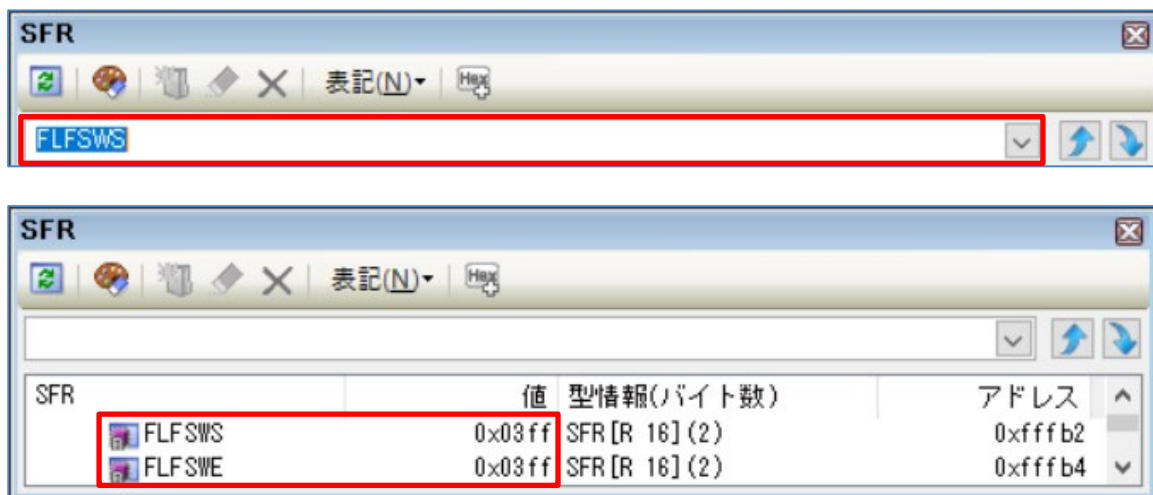 SFR
表記(N)▾ Hex
FLFSWS
SFR
表記(N)▾ Hex
SFR 値 型情報(バイト数) アドレス
FLFSWS 0x03ff SFR[R 16](2) 0xfffb2
FLFSWE 0x03ff SFR[R 16](2) 0xfffb4